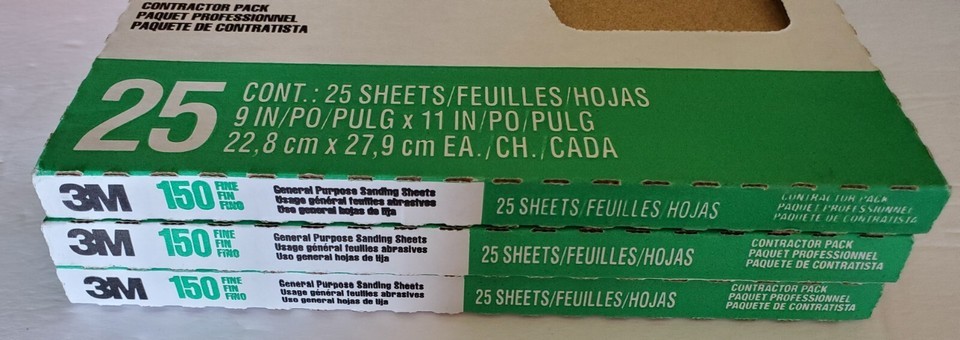 CONTRACTOR PACK
PAQUET PROFESSIONNEL
PAQUETE DE CONTRATISTA
25
CONT.: 25 SHEETS/FEUILLES/HOJAS
9 IN/PO/PULG x 11 IN/PO/PULG
22,8 cm x 27,9 cm EA./CH./CADA
3M
150
FINE
FIN
FINO
General Purpose Sanding Sheets
Usage général feuilles abrasives
Uso general hojas de lija
25 SHEETS/FEUILLES HOJAS
CONTRACTOR PACK
PAQUET PROFESSIONNEL
PAQUETE DE CONTRATISTA
3M
150
FINE
FIN
FINO
General Purpose Sanding Sheets
Usage général feuilles abrasives
Uso general hojas de lija
25 SHEETS/FEUILLES/HOJAS
CONTRACTOR PACK
PAQUET PROFESSIONNEL
PAQUETE DE CONTRATISTA
3M
150
FINE
FIN
FINO
General Purpose Sanding Sheets
Usage général feuilles abrasives
Uso general hojas de lija
25 SHEETS/FEUILLES/HOJAS
CONTRACTOR PACK
PAQUET PROFESSIONNEL
PAQUETE DE CONTRATISTA